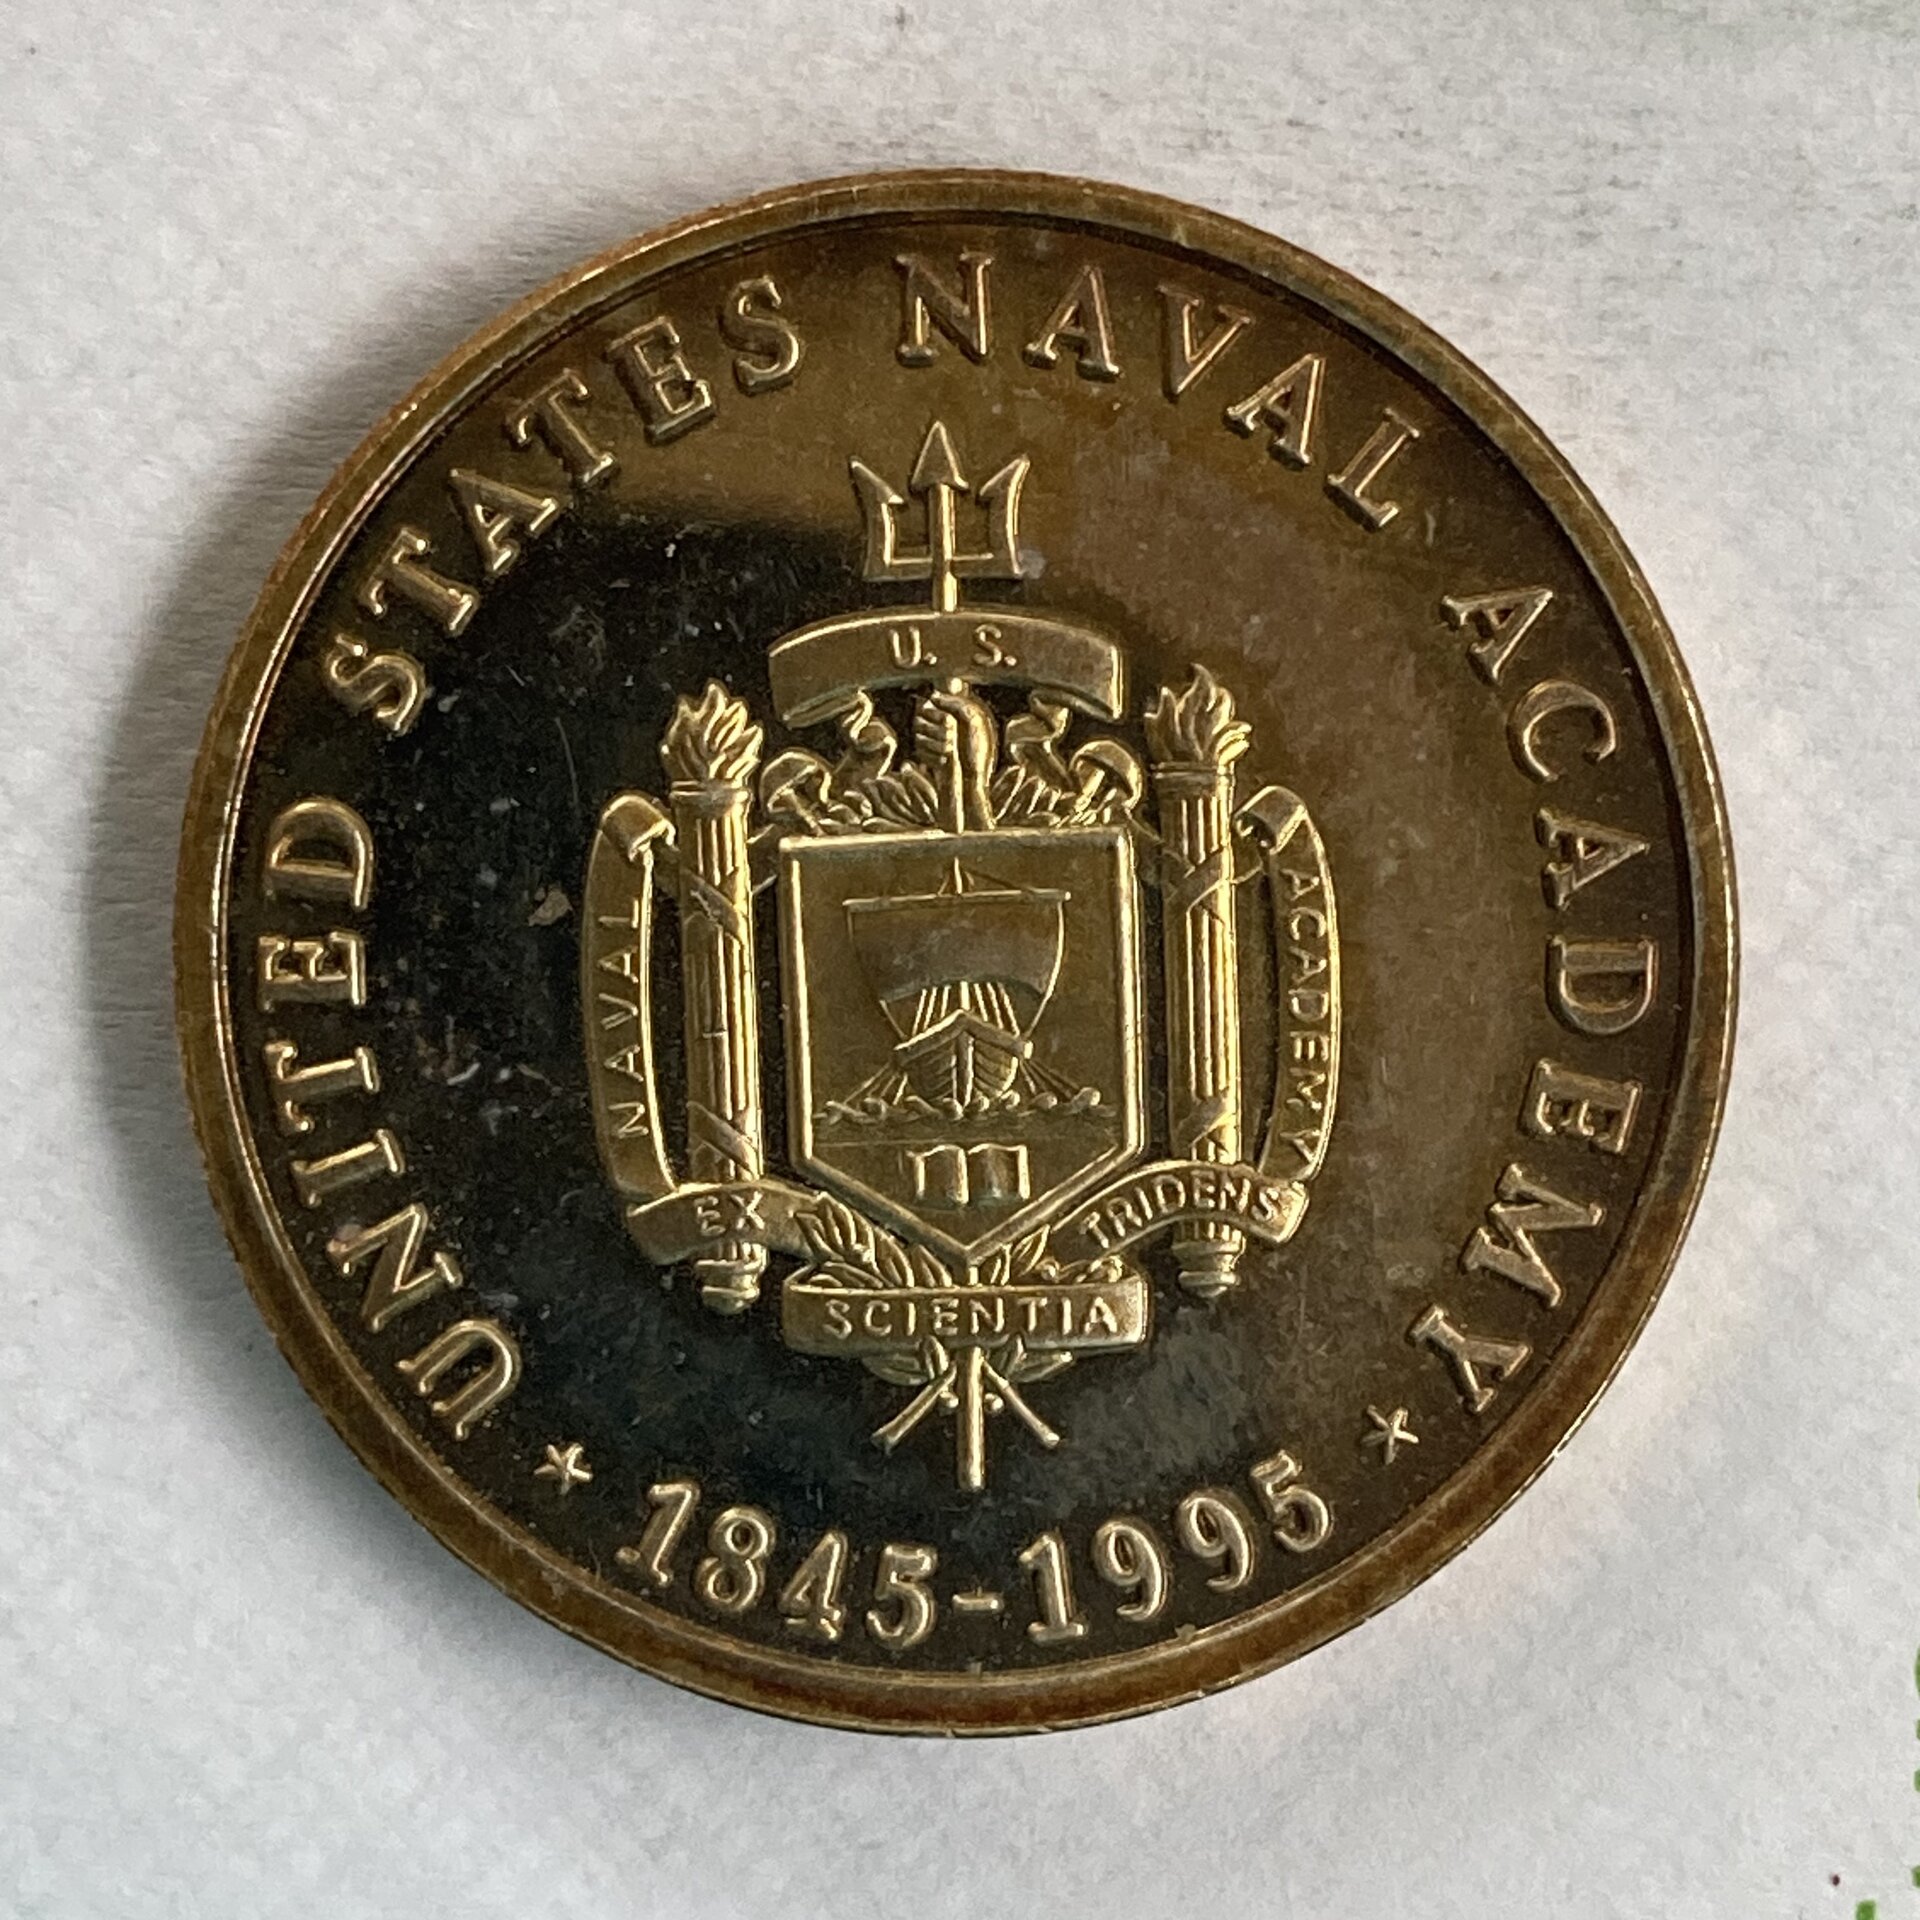 UNITED STATES NAVAL ACADEMY
U. S.
NAVAL
ACADEMY
EX
TRIDENS
SCIENTIA
* 1845-1995 *